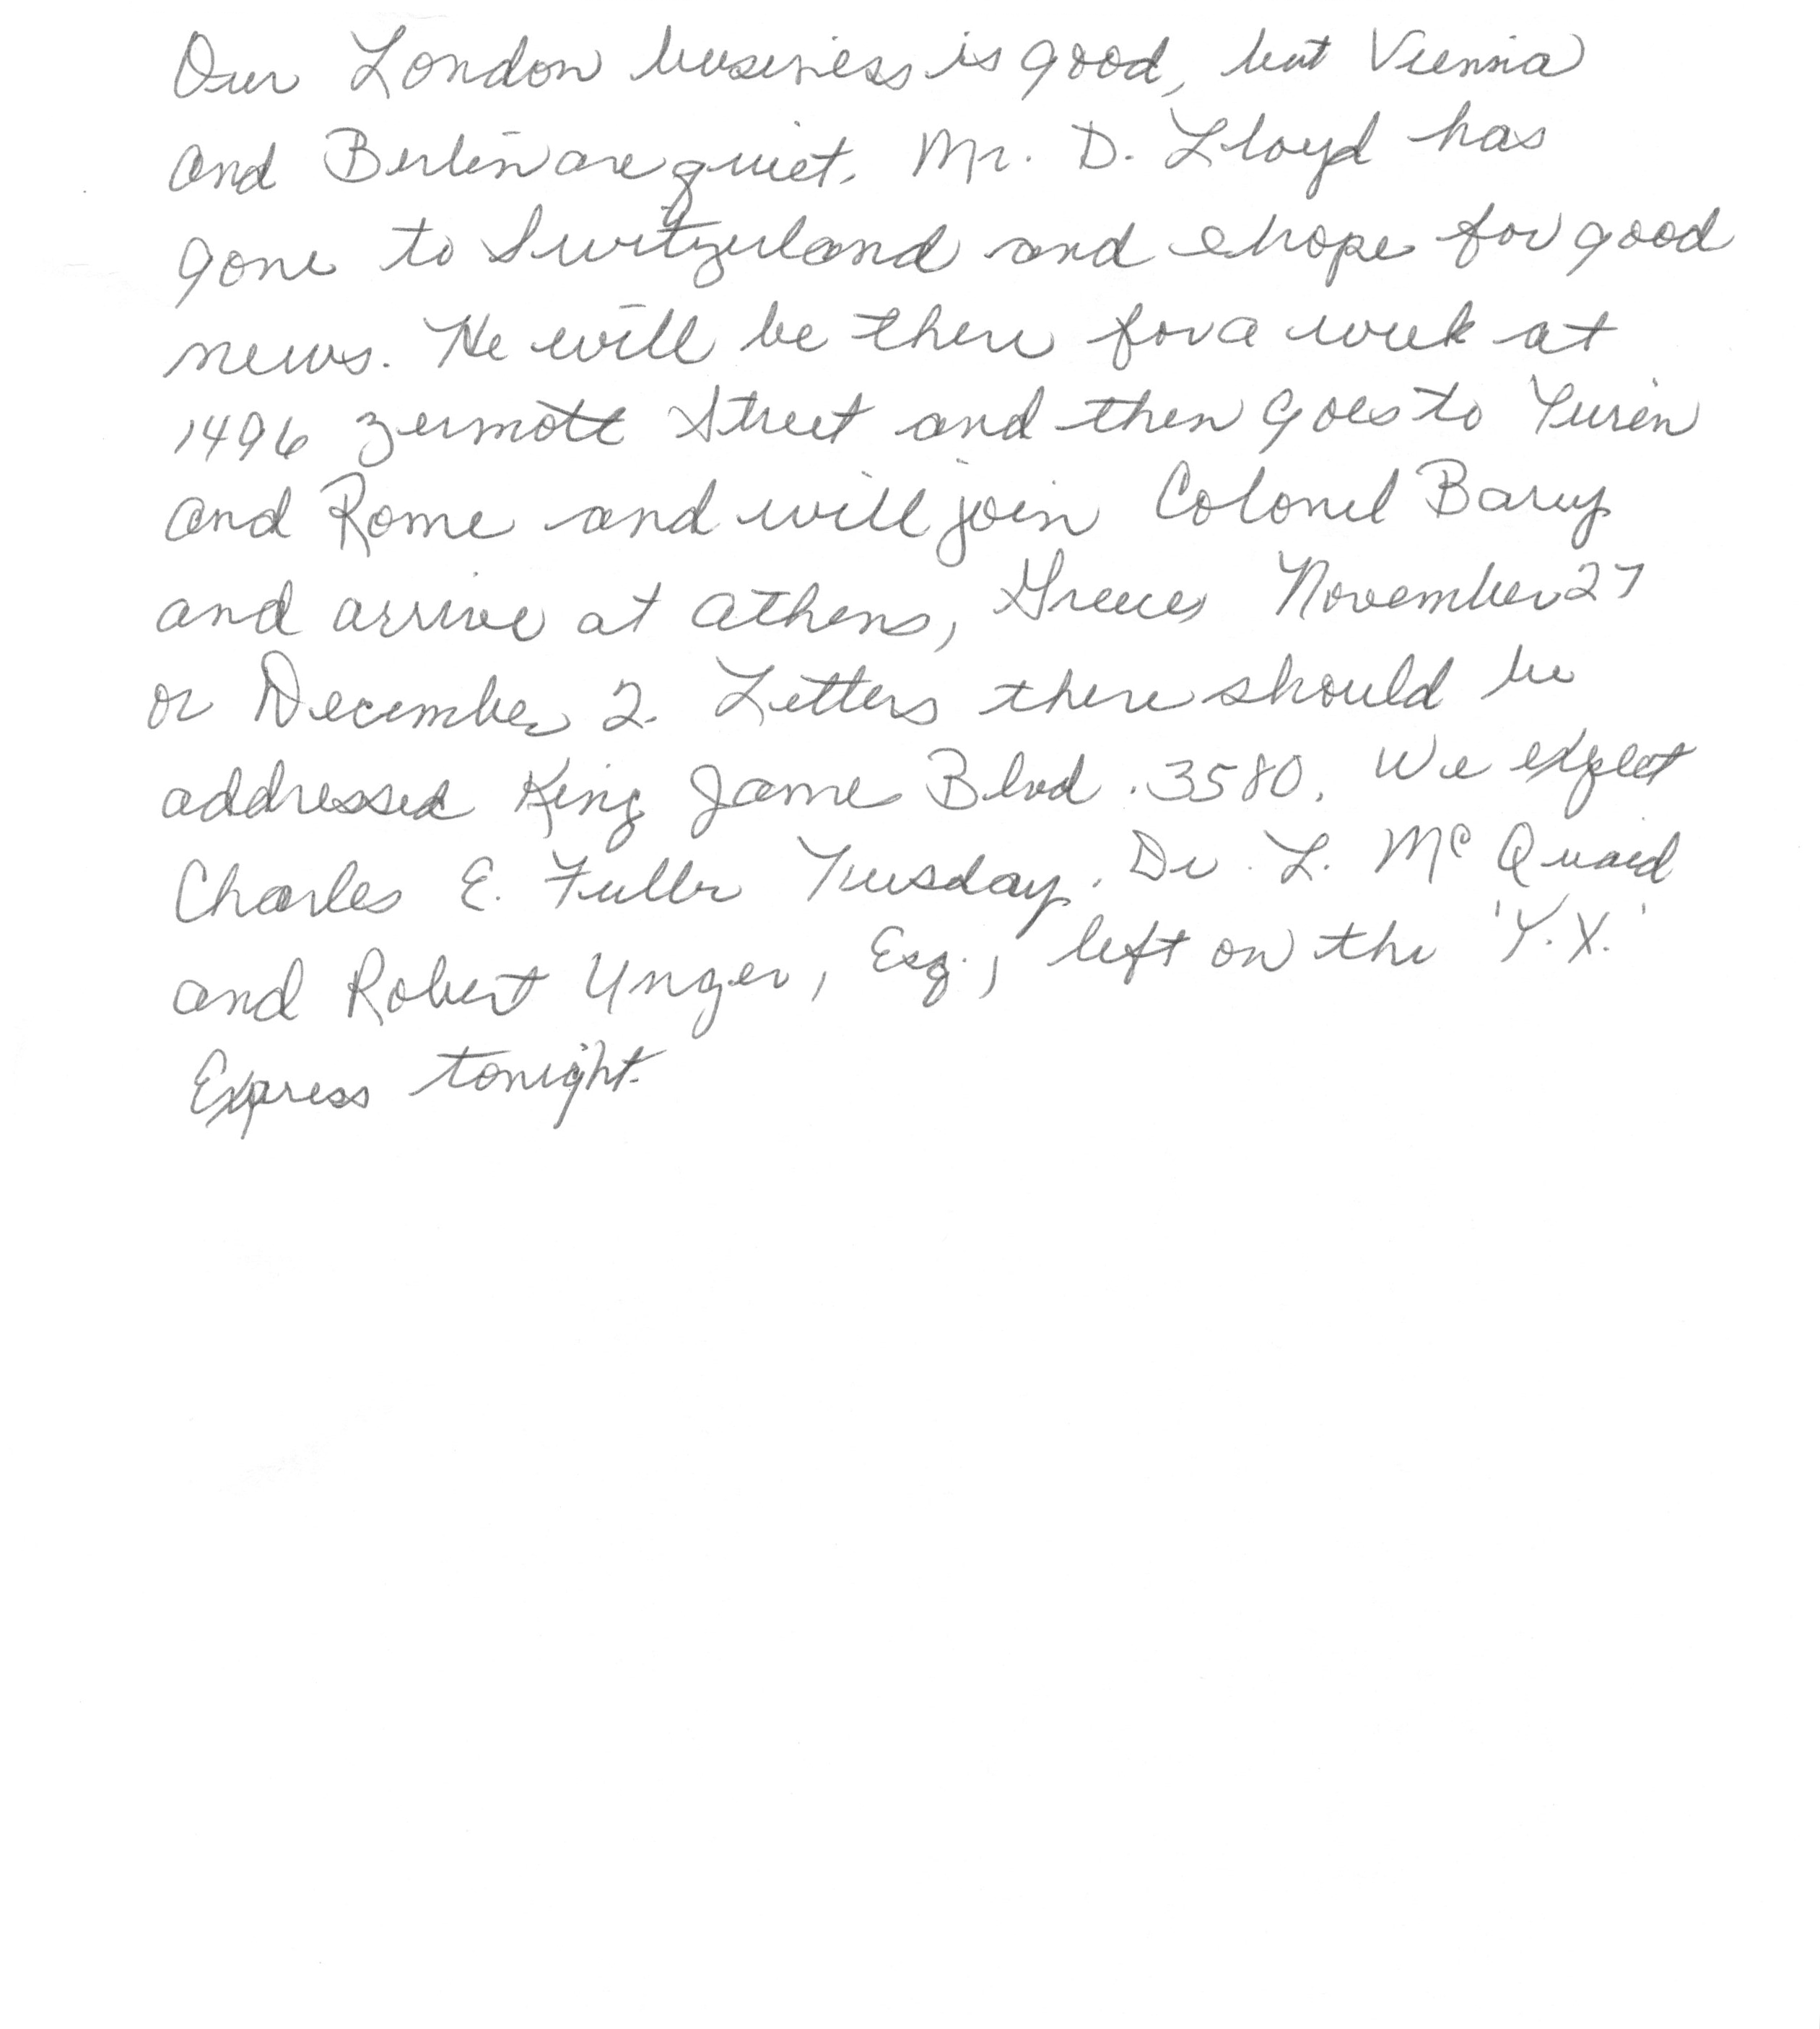 Our London business is good, but Vienna
and Berlin are quiet. Mr. D. Lloyd has
gone to Switzerland and I hope for good
news. He will be there for a week at
1496 Zermott Street and then goes to Turin
and Rome and will join Colonel Barry
and arrive at Athens, Greece November 27
or December 2. Letters there should be
addressed King James Blvd. 3580. We expect
Charles E. Fuller Tuesday. Dr. L. McQuaid
and Robert Unger, Esq., left on the 'Y.X.'
Express tonight.